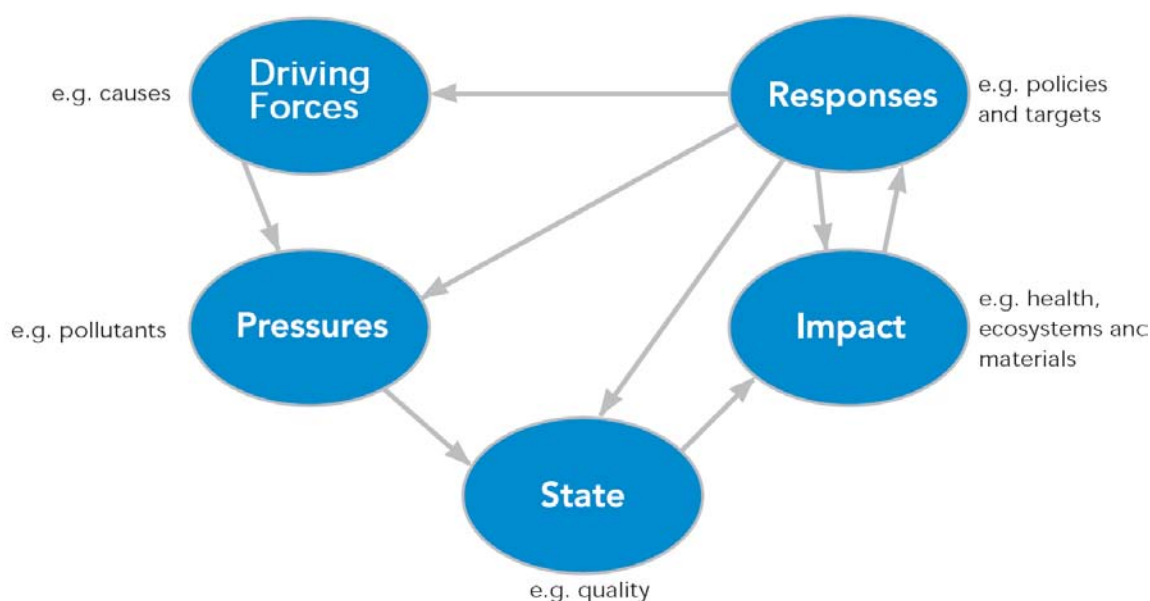 e.g. causes
Driving
Forces
Responses
e.g. policies
and targets
e.g. pollutants
Pressures
Impact
e.g. health,
ecosystems anc
materials
State
e.g. quality